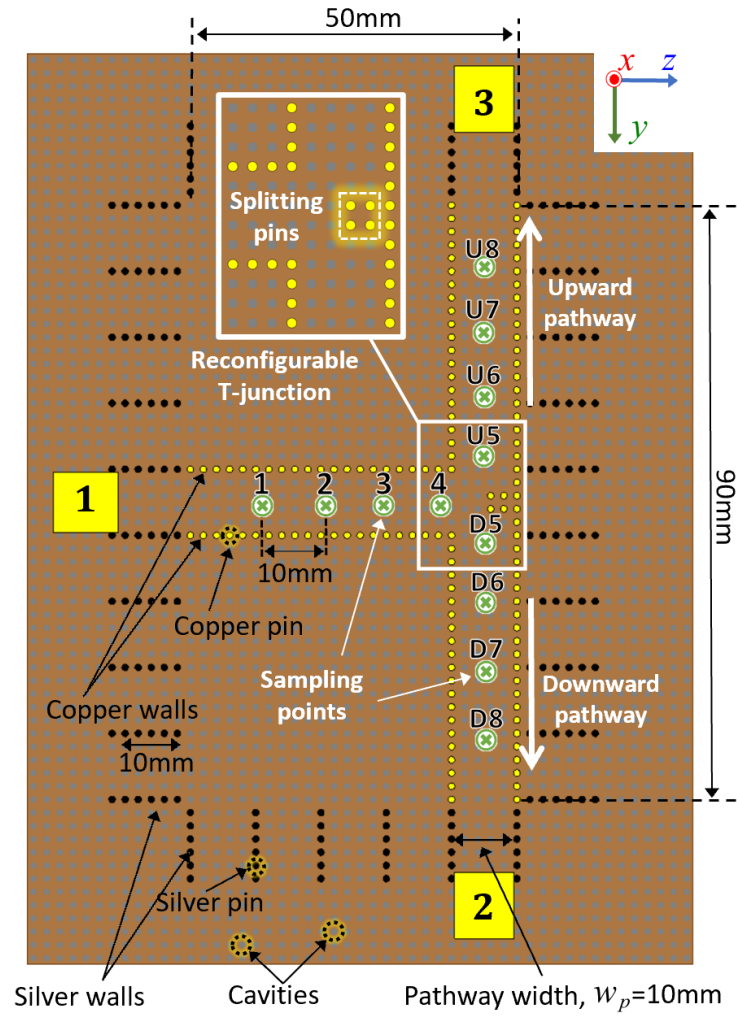 50mm
3
x
z
y
Splitting
pins
Reconfigurable
T-junction
U8
U7
U6
U5
Upward
pathway
1
1
2
3
4
D5
10mm
90mm
Copper pin
D6
Sampling
points
D7
Downward
pathway
Copper walls
D8
10mm
Silver pin
2
Silver walls
Cavities
Pathway width, wp=10mm